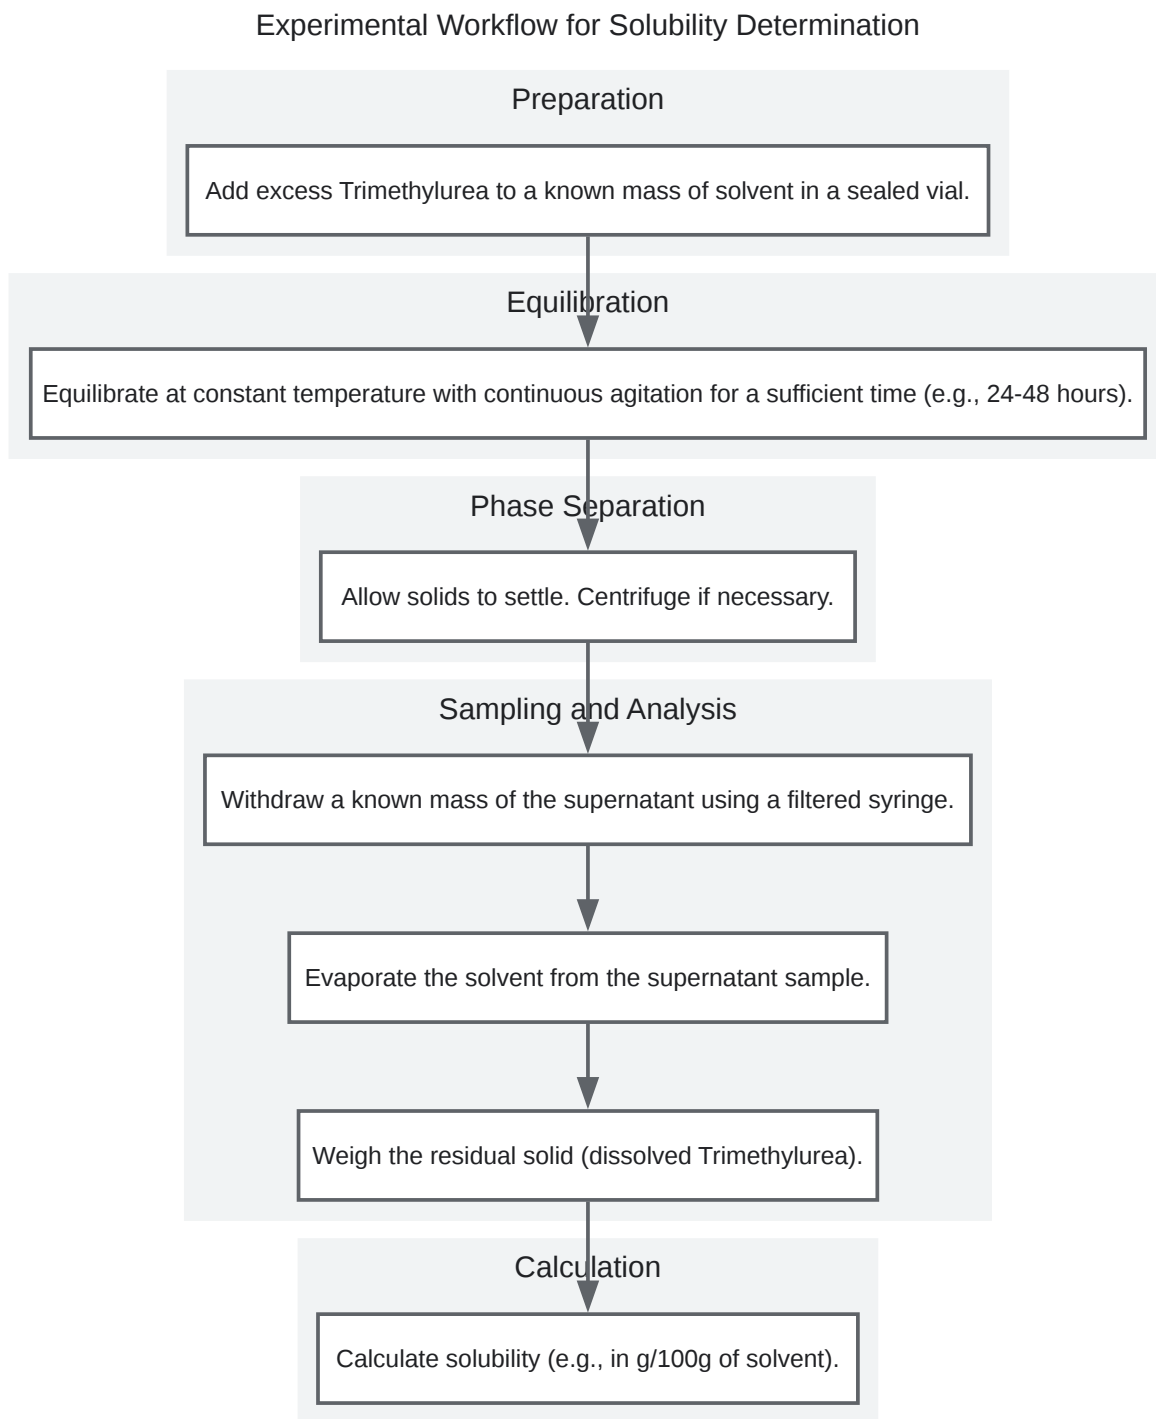 Experimental Workflow for Solubility Determination
Preparation
Add excess Trimethylurea to a known mass of solvent in a sealed vial.
Equilibration
Equilibrate at constant temperature with continuous agitation for a sufficient time (e.g., 24-48 hours).
Phase Separation
Allow solids to settle. Centrifuge if necessary.
Sampling and Analysis
Withdraw a known mass of the supernatant using a filtered syringe.
Evaporate the solvent from the supernatant sample.
Weigh the residual solid (dissolved Trimethylurea).
Calculation
Calculate solubility (e.g., in g/100g of solvent).